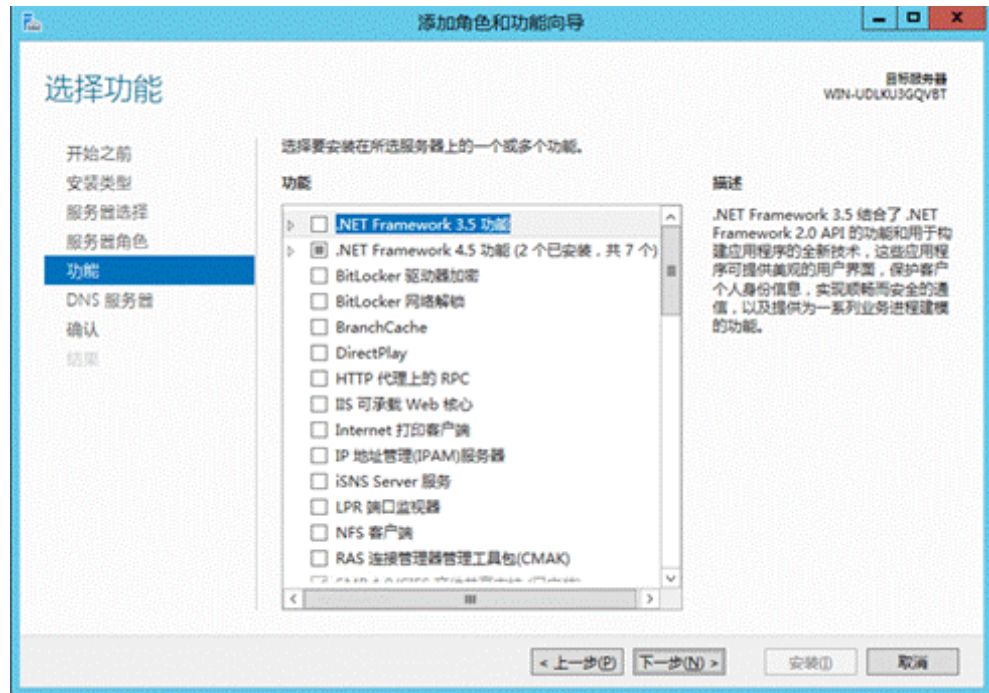 添加角色和功能向导
选择功能
目标服务器
WIN-UDLKU3GQVBT
开始之前
安装类型
服务器选择
服务器角色
功能
DNS 服务器
确认
结果
选择要安装在所选服务器上的一个或多个功能。
功能
.NET Framework 3.5 功能
.NET Framework 4.5 功能 (2 个已安装，共 7 个)
BitLocker 驱动器加密
BitLocker 网络解锁
BranchCache
DirectPlay
HTTP 代理上的 RPC
IIS 可承载 Web 核心
Internet 打印客户端
IP 地址管理(IPAM)服务器
iSNS Server 服务
LPR 端口监视器
NFS 客户端
RAS 连接管理器管理工具包(CMAK)
描述
.NET Framework 3.5 结合了 .NET
Framework 2.0 API 的功能和用于构
建应用程序的全新技术，这些应用程
序可提供美观的用户界面，保护客户
个人身份信息，实现顺畅而安全的通
信，以及提供为一系列业务进程建模
的功能。
< 上一步(P)
下一步(N) >
安装(I)
取消